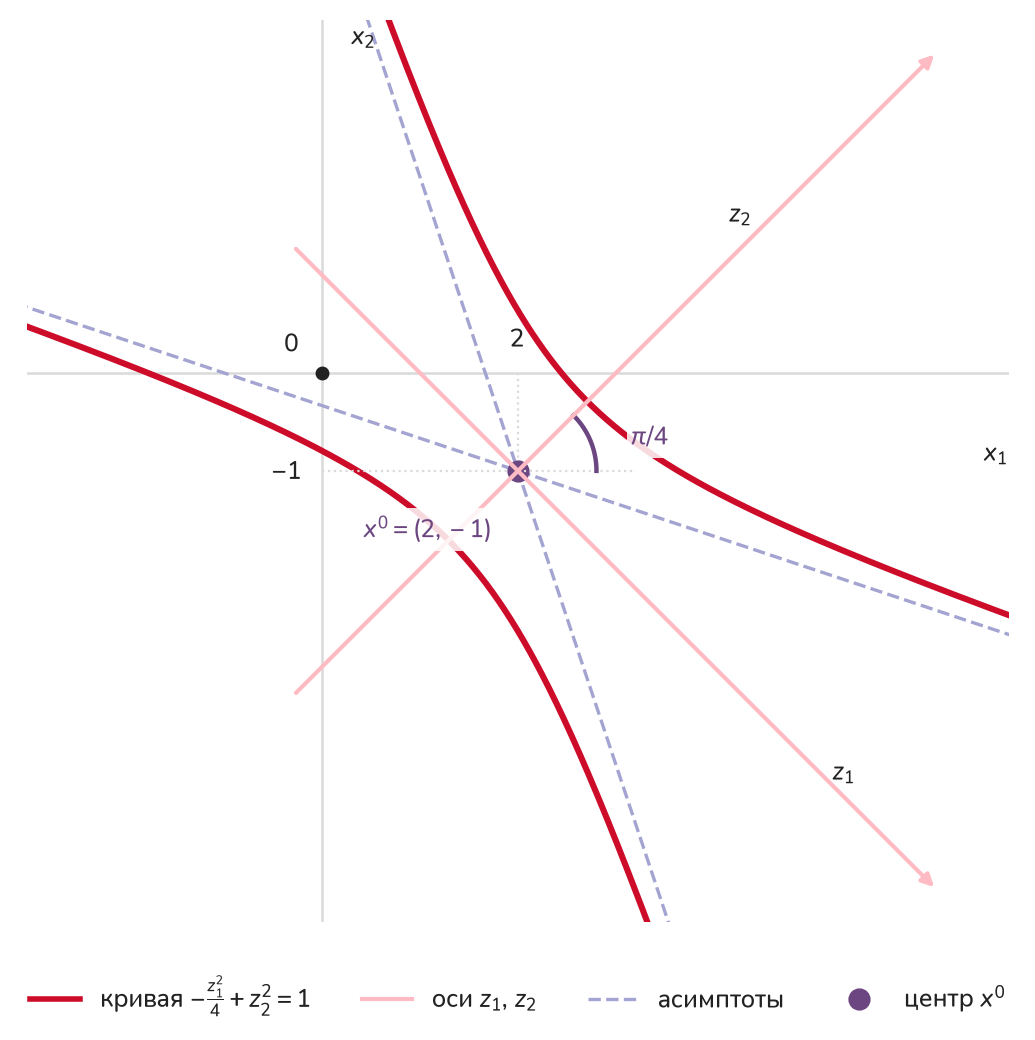 x₂
z₂
0
2
π/4
x₁
−1
x⁰ = (2, −1)
z₁
кривая −z₁²/4 + z₂² = 1
оси z₁, z₂
асимптоты
центр x⁰